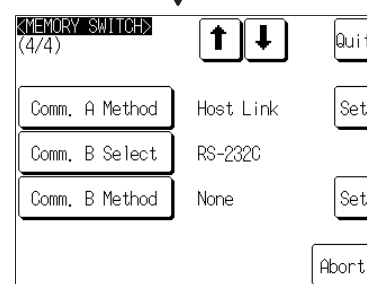 <MEMORY SWITCH>
(4/4)
Quit
Comm. A Method Host Link Set
Comm. B Select RS-232C
Comm. B Method None Set
Abort